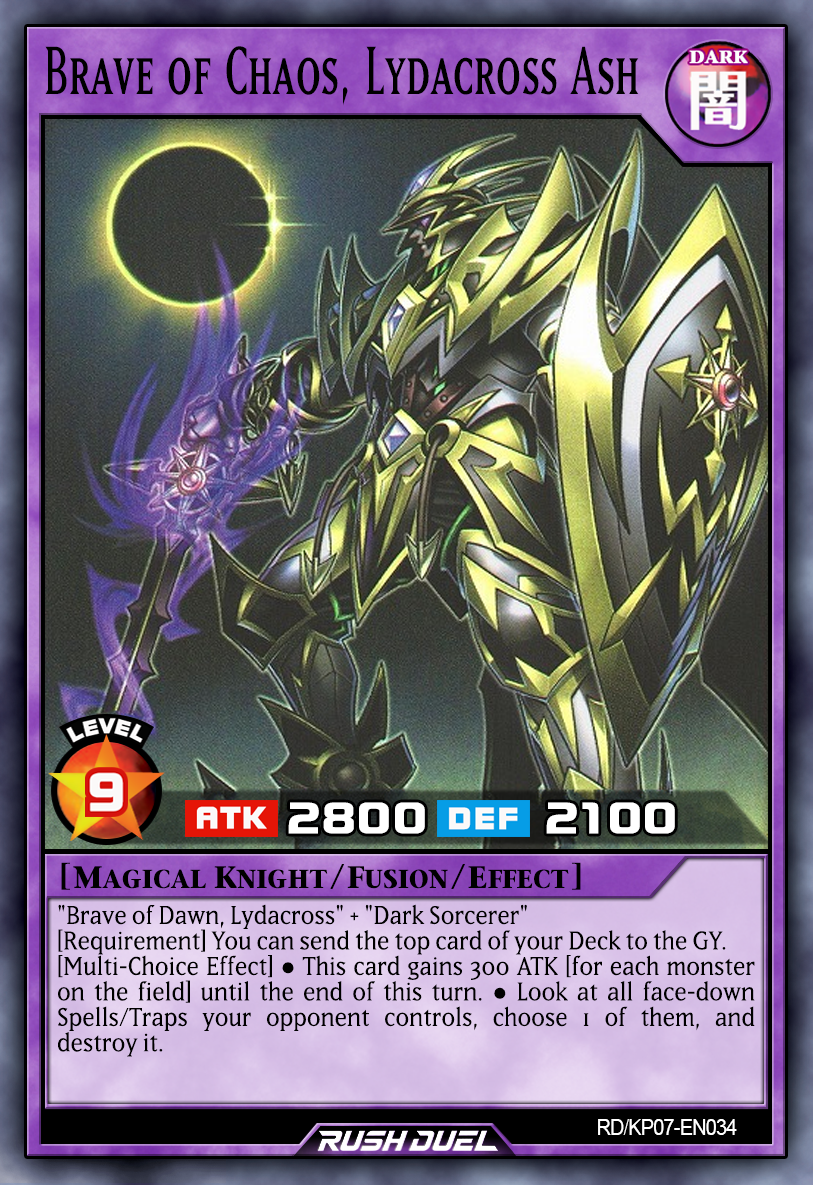 Brave of Chaos, Lydacross Ash
DARK
闇
LEVEL
9
ATK 2800 DEF 2100
[Magical Knight/Fusion/Effect]
"Brave of Dawn, Lydacross" + "Dark Sorcerer"
[Requirement] You can send the top card of your Deck to the GY.
[Multi-Choice Effect] ● This card gains 300 ATK [for each monster
on the field] until the end of this turn. ● Look at all face-down
Spells/Traps your opponent controls, choose 1 of them, and
destroy it.
RD/KP07-EN034
RUSH DUEL